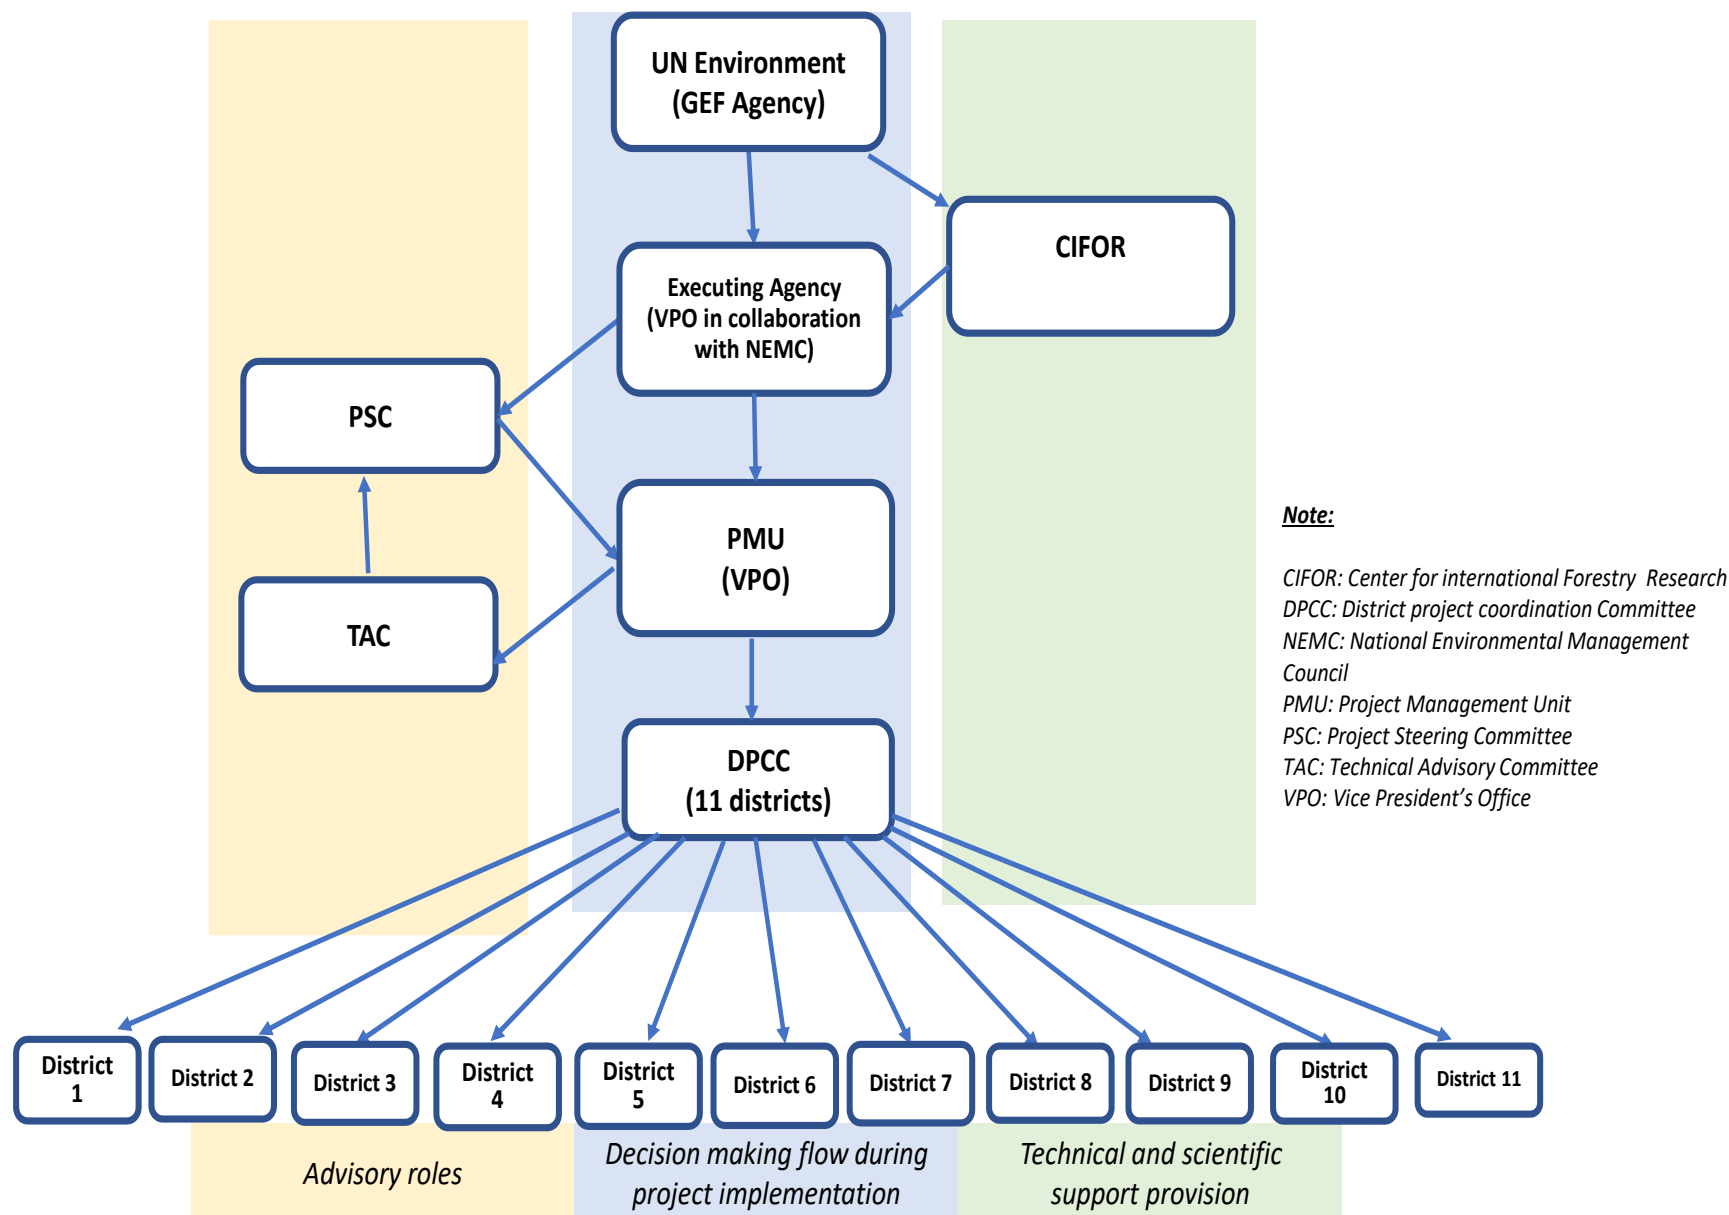 UN Environment
(GEF Agency)
CIFOR
Executing Agency
(VPO in collaboration
with NEMC)
PSC
PMU
(VPO)
TAC
DPCC
(11 districts)
Note:
CIFOR: Center for international Forestry Research
DPCC: District project coordination Committee
NEMC: National Environmental Management
Council
PMU: Project Management Unit
PSC: Project Steering Committee
TAC: Technical Advisory Committee
VPO: Vice President’s Office
District
1
District 2
District 3
District
4
District
5
District 6
District 7
District 8
District 9
District
10
District 11
Advisory roles
Decision making flow during
project implementation
Technical and scientific
support provision